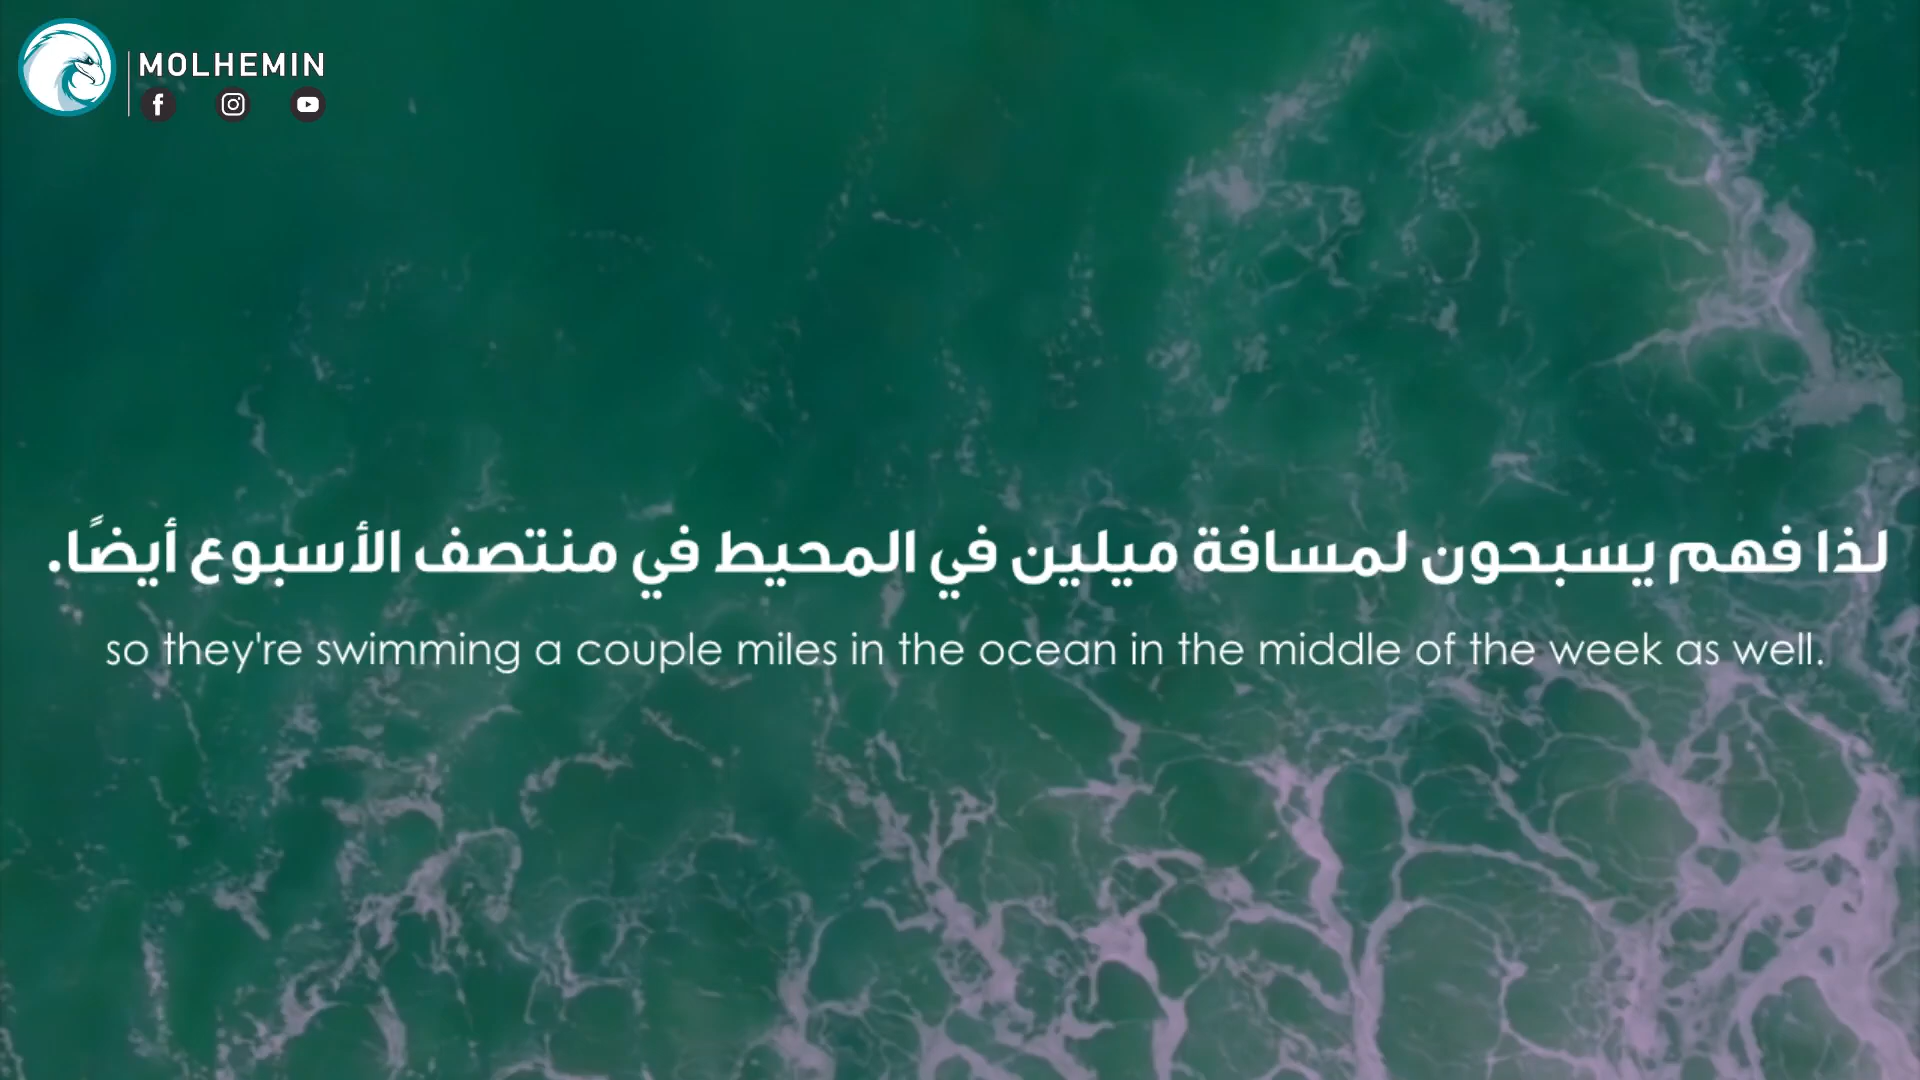 MOLHEMIN
لذا فهم يسبحون لمسافة ميلين في المحيط في منتصف الأسبوع أيضًا.
so they're swimming a couple miles in the ocean in the middle of the week as well.